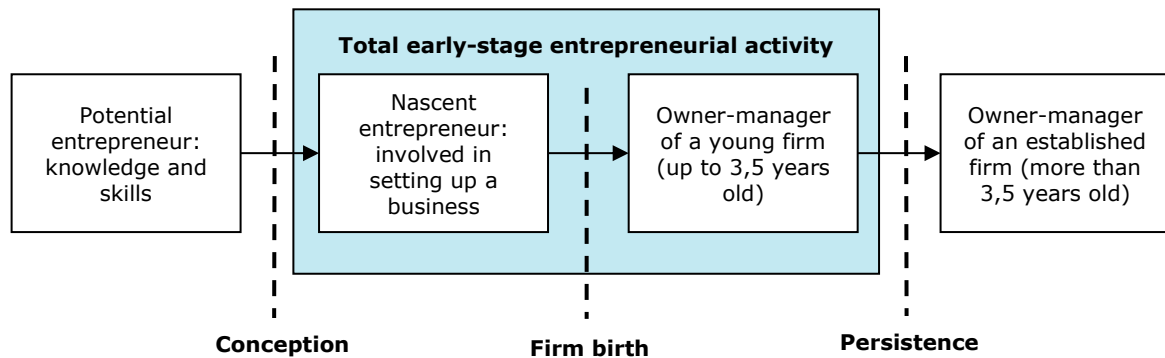 Total early-stage entrepreneurial activity
Potential
entrepreneur:
knowledge and
skills
Nascent
entrepreneur:
involved in
setting up a
business
Owner-manager
of a young firm
(up to 3,5 years
old)
Owner-manager
of an established
firm (more than
3,5 years old)
Conception
Firm birth
Persistence